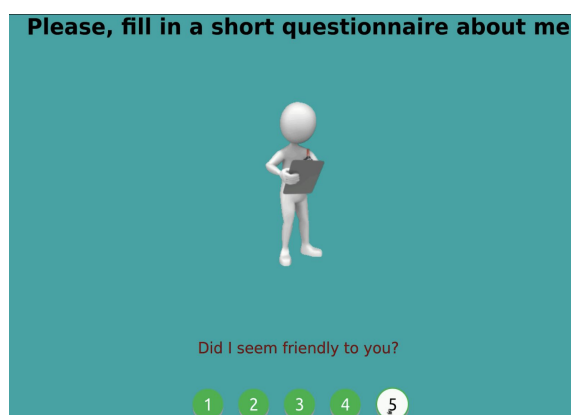 Please, fill in a short questionnaire about me
Did I seem friendly to you?
1 2 3 4 5